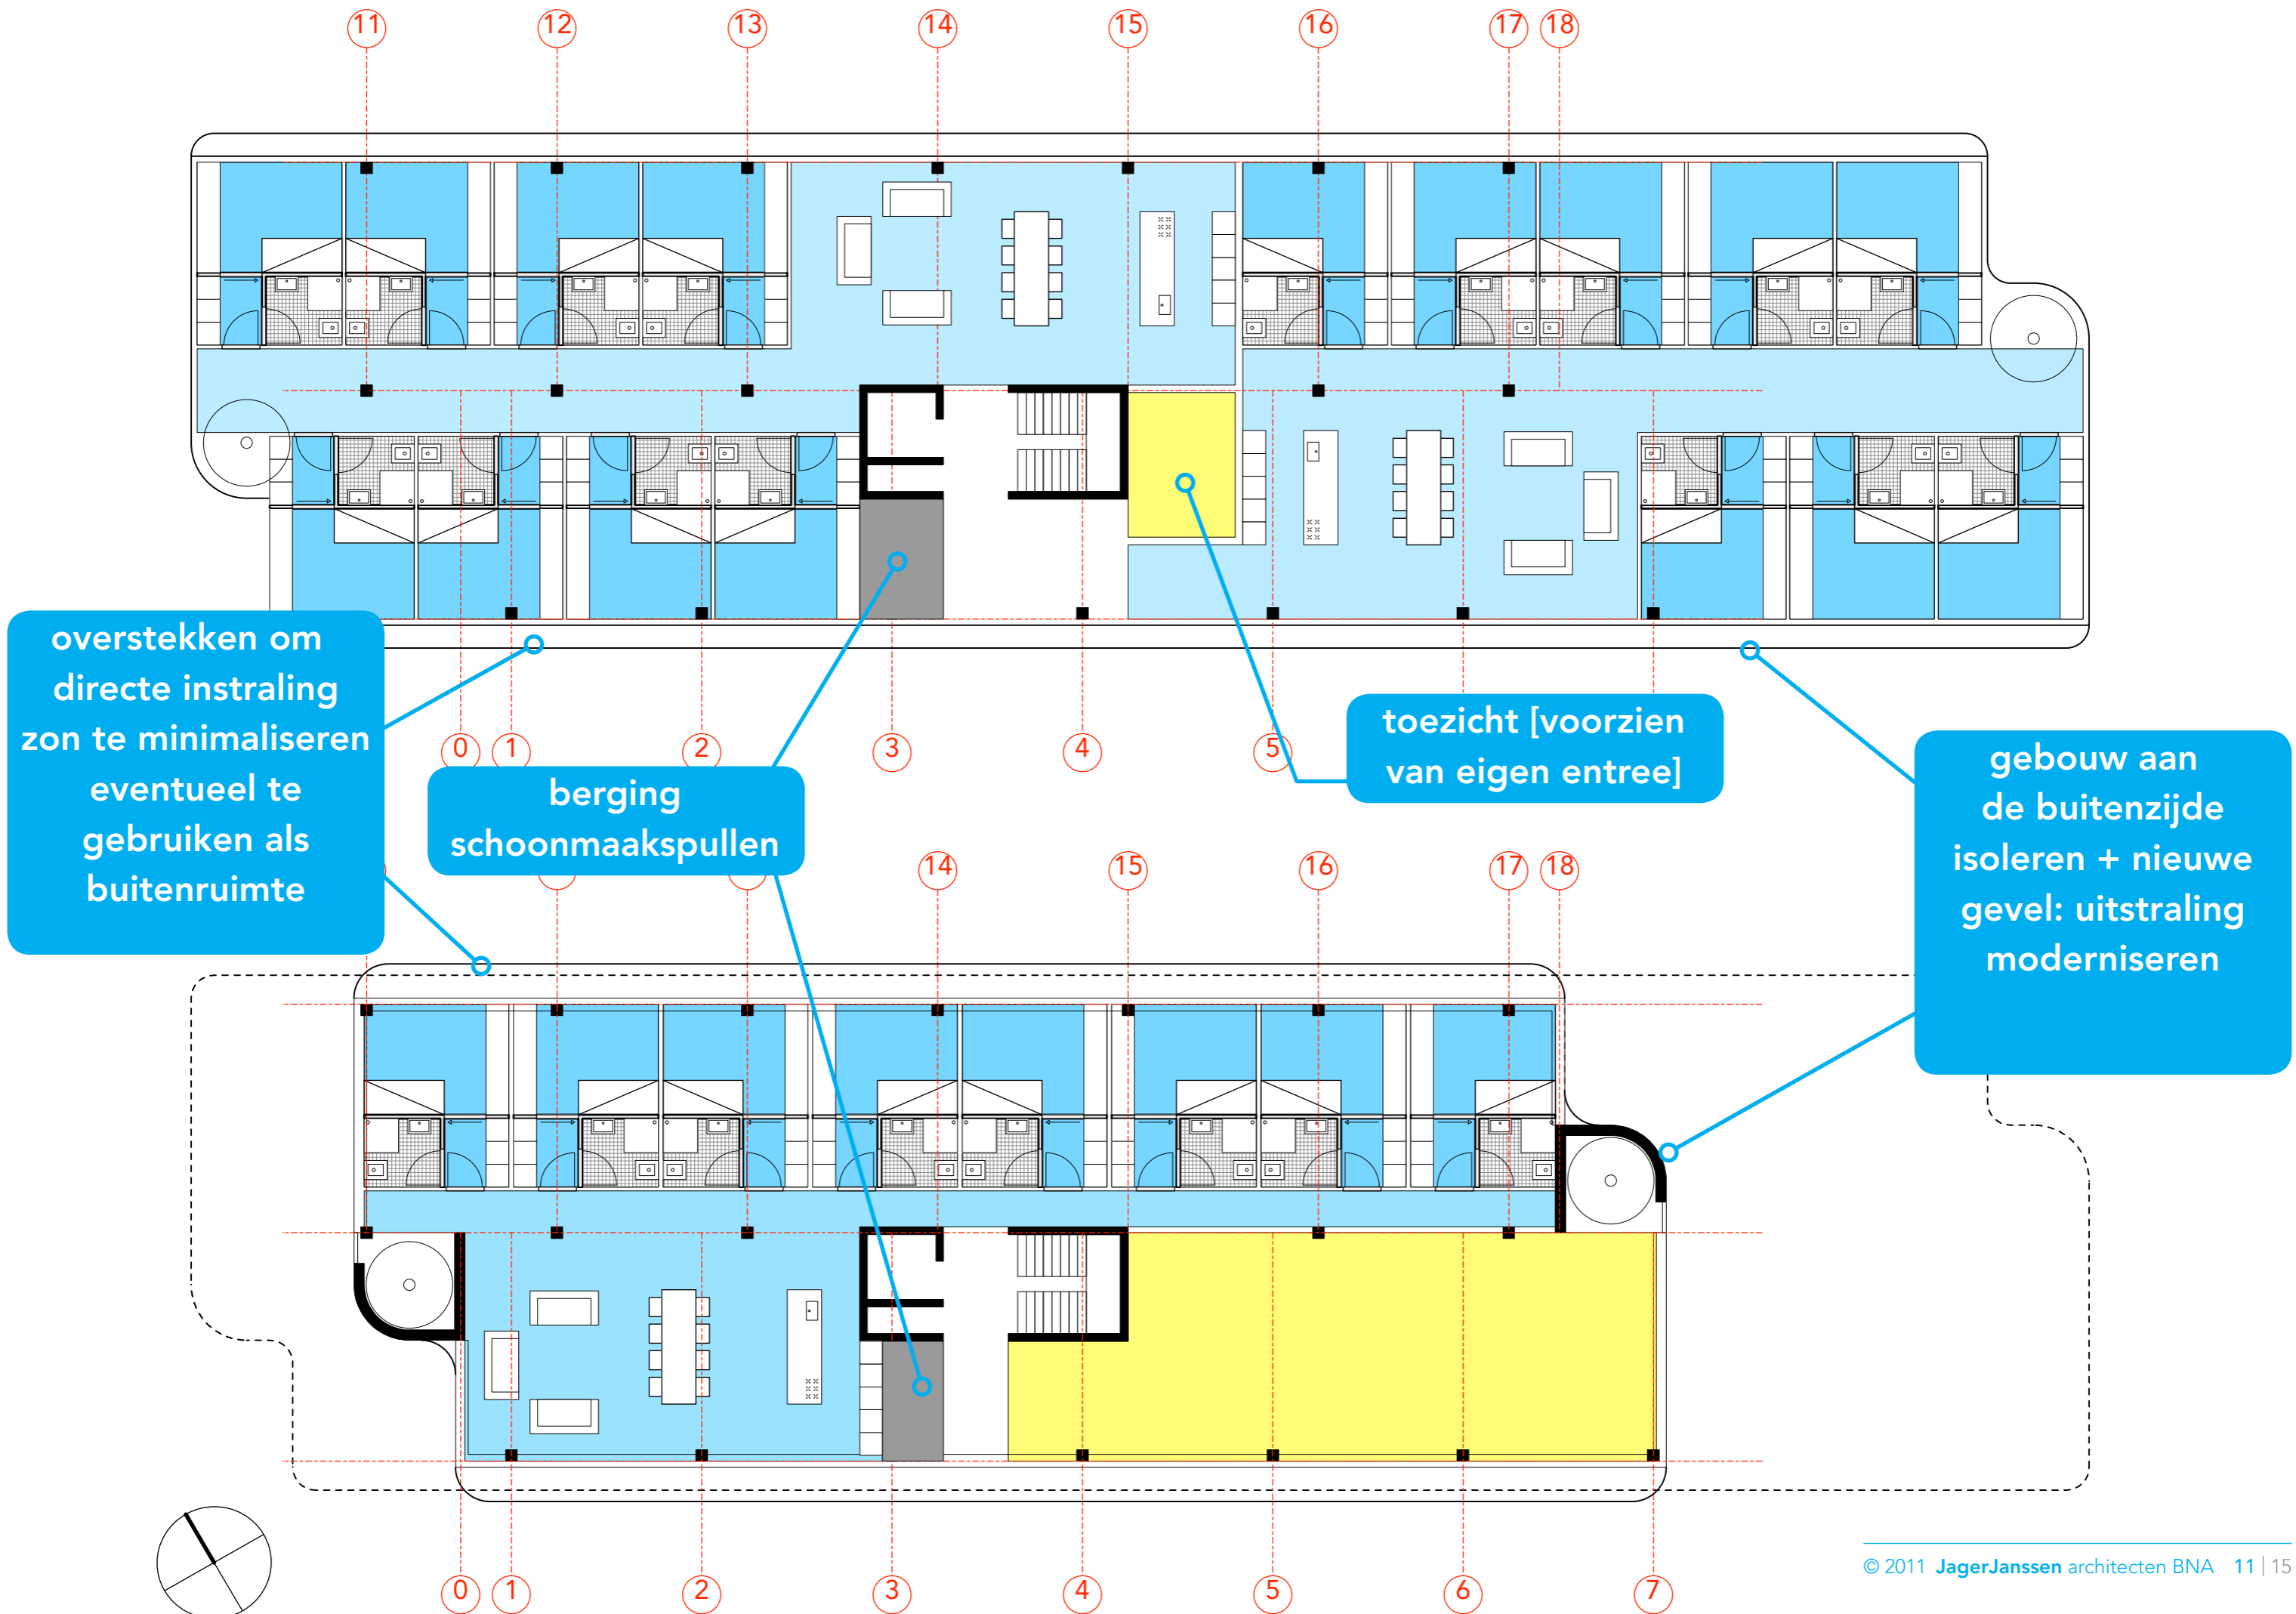 11 12 13 14 15 16 17 18
overstekken om
directe instraling
zon te minimaliseren
eventueel te
gebruiken als
buitenruimte
berging
schoonmaakspullen
toezicht [voorzien
van eigen entree]
gebouw aan
de buitenzijde
isoleren + nieuwe
gevel: uitstraling
moderniseren
0 1 2 3 4 5
14 15 16 17 18
0 1 2 3 4 5 6 7
© 2011 JagerJanssen architecten BNA 11 | 15